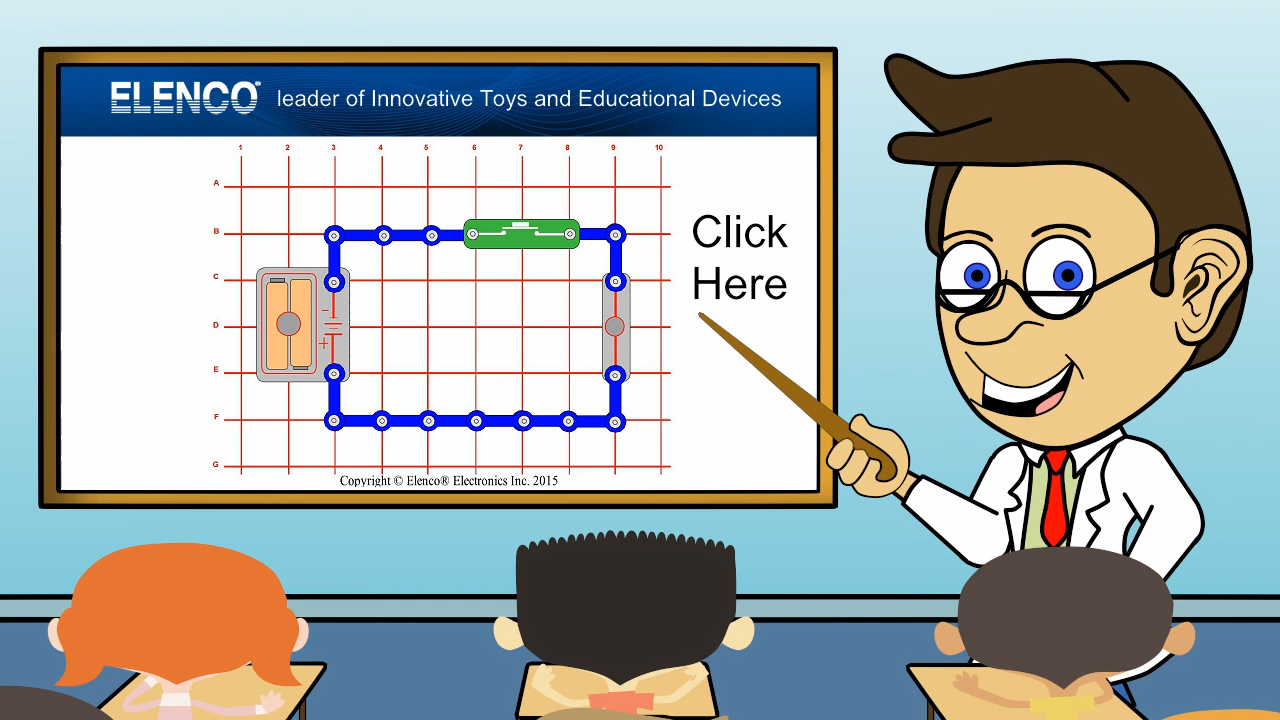 ELENCO® leader of Innovative Toys and Educational Devices
1 2 3 4 5 6 7 8 9 10
A
B
Click
Here
C
D
E
F
G
Copyright © Elenco® Electronics Inc. 2015